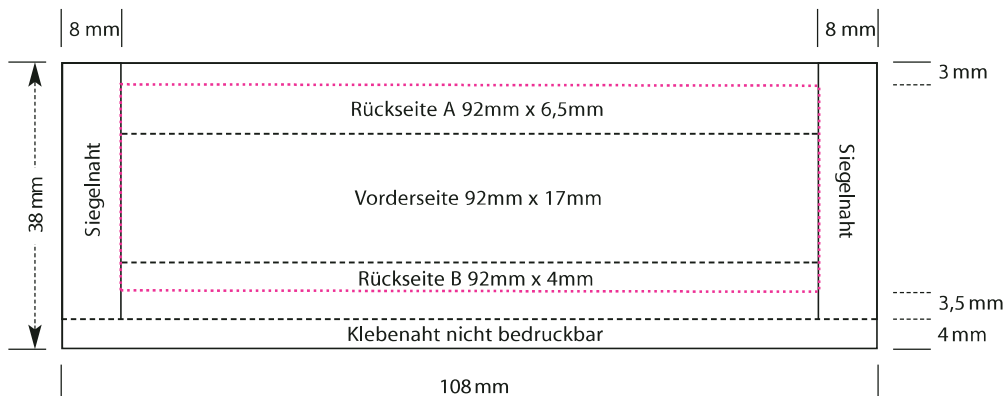 8 mm
8 mm
3 mm
Rückseite A 92mm x 6,5mm
Siegelnaht
Vorderseite 92mm x 17mm
Siegelnaht
38 mm
Rückseite B 92mm x 4mm
3,5 mm
Klebenaht nicht bedruckbar
4 mm
108 mm